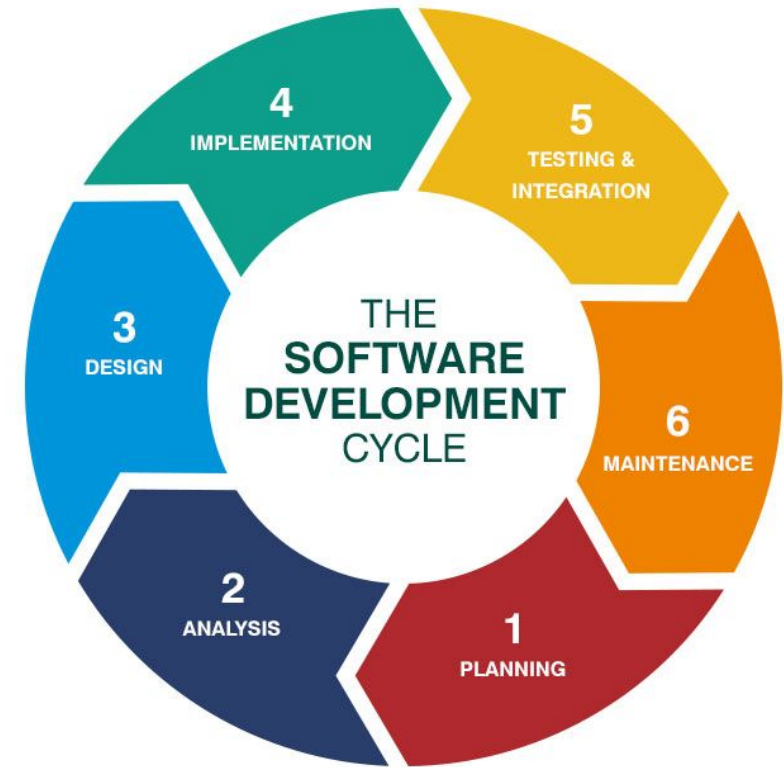 THE
SOFTWARE
DEVELOPMENT
CYCLE
1
PLANNING
2
ANALYSIS
3
DESIGN
4
IMPLEMENTATION
5
TESTING &
INTEGRATION
6
MAINTENANCE